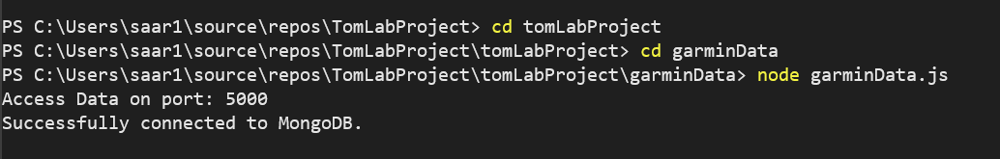 PS C:\Users\saar1\source\repos\TomLabProject> cd tomLabProject
PS C:\Users\saar1\source\repos\TomLabProject\tomLabProject> cd garminData
PS C:\Users\saar1\source\repos\TomLabProject\tomLabProject\garminData> node garminData.js
Access Data on port: 5000
Successfully connected to MongoDB.